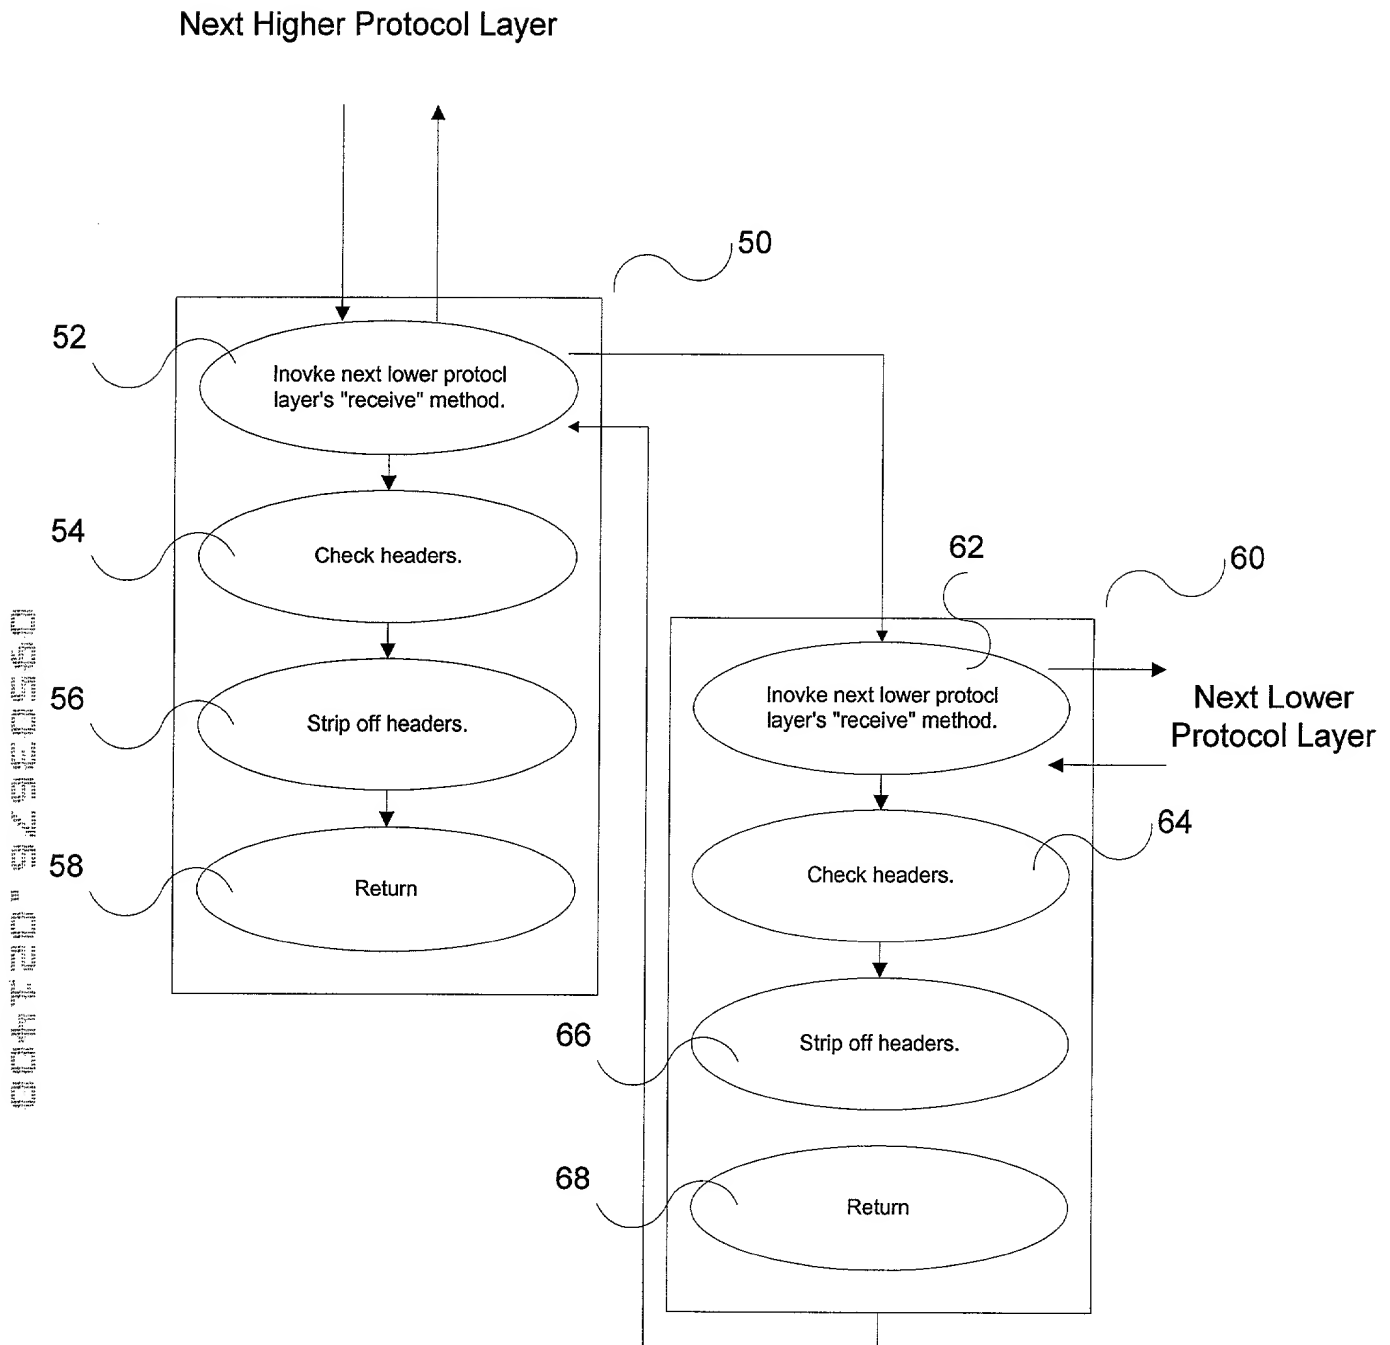 Next Higher Protocol Layer
50
52
Inovke next lower protocl
layer's "receive" method.
54
Check headers.
62
60
56
Strip off headers.
Inovke next lower protocl
layer's "receive" method.
Next Lower
Protocol Layer
64
58
Return
Check headers.
66
Strip off headers.
68
Return